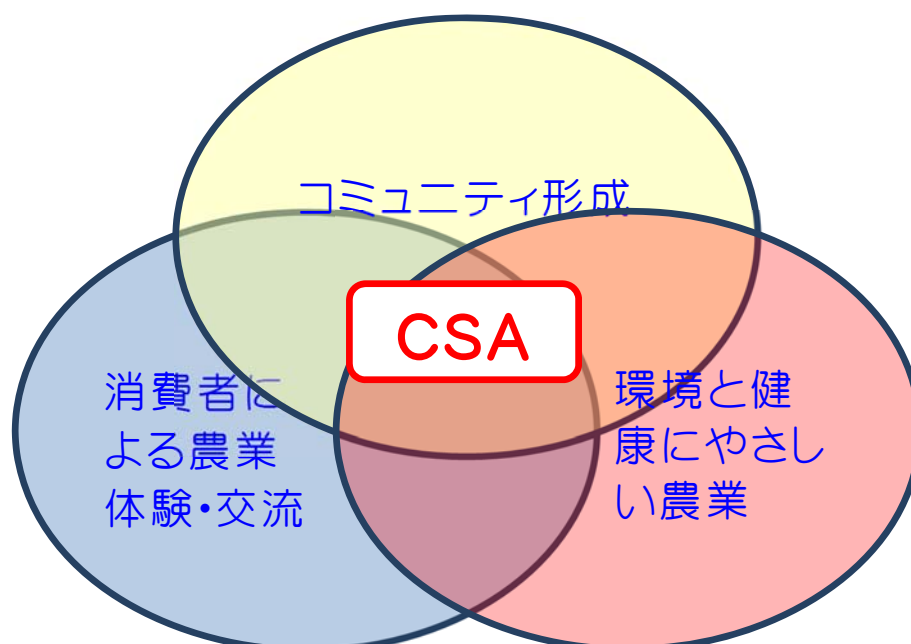 コミュニティ形成
CSA
消費者に
よる農業
体験・交流
環境と健
康にやさし
い農業